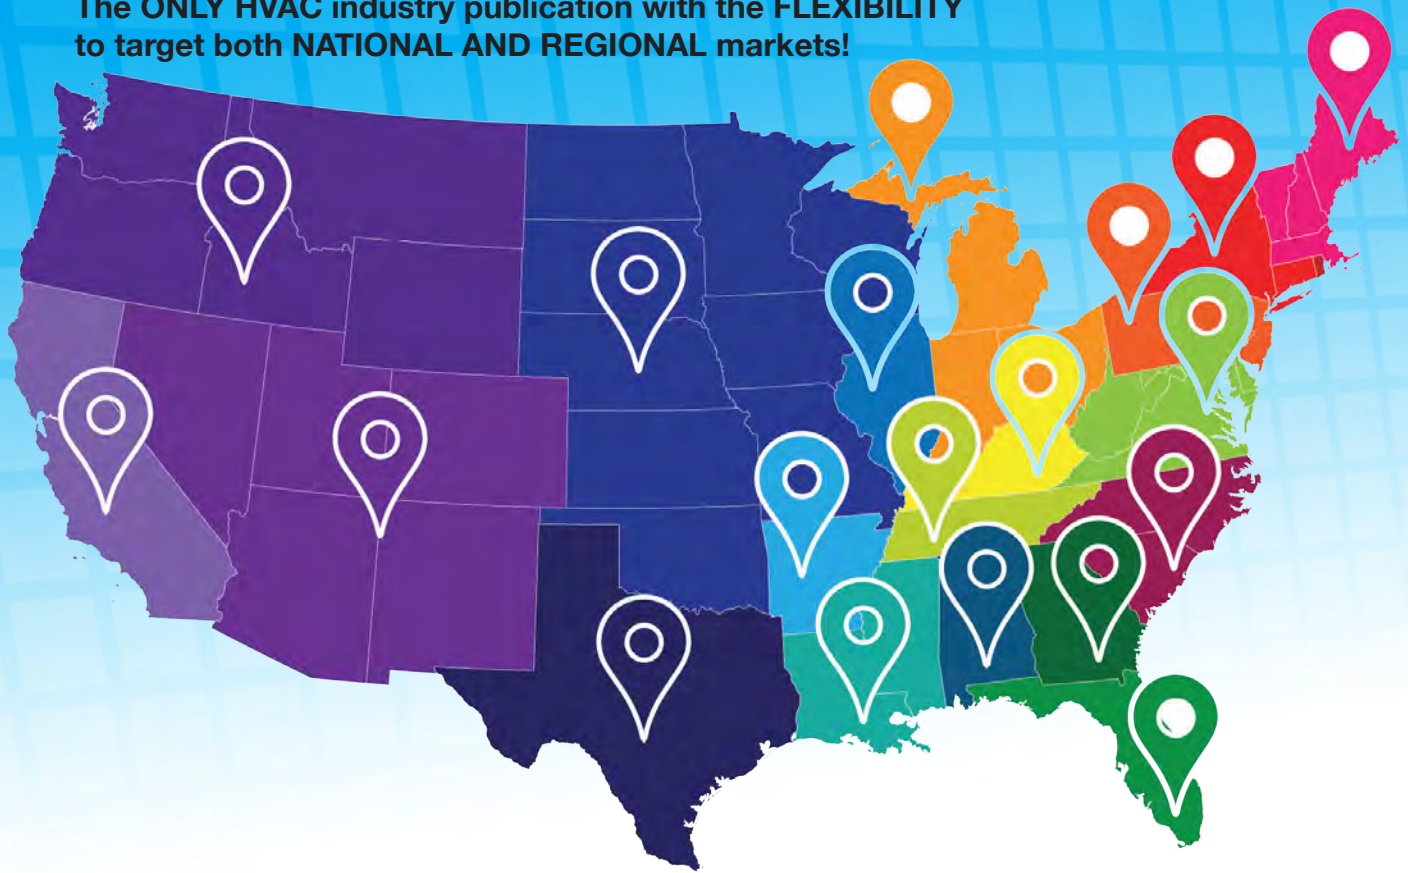 The ONLY HVAC industry publication with the FLEXIBILITY
to target both NATIONAL AND REGIONAL markets!